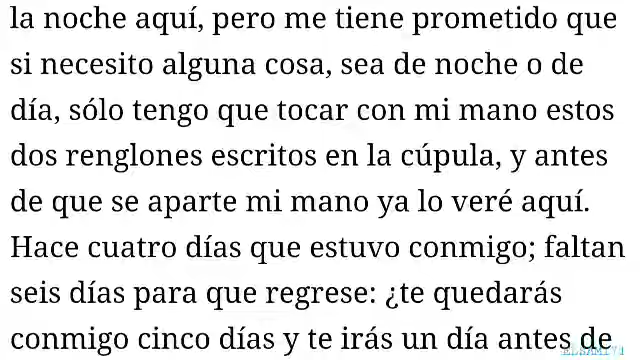 la noche aquí, pero me tiene prometido que
si necesito alguna cosa, sea de noche o de
día, sólo tengo que tocar con mi mano estos
dos renglones escritos en la cúpula, y antes
de que se aparte mi mano ya lo veré aquí.
Hace cuatro días que estuvo conmigo; faltan
seis días para que regrese: ¿te quedarás
conmigo cinco días y te irás un día antes de